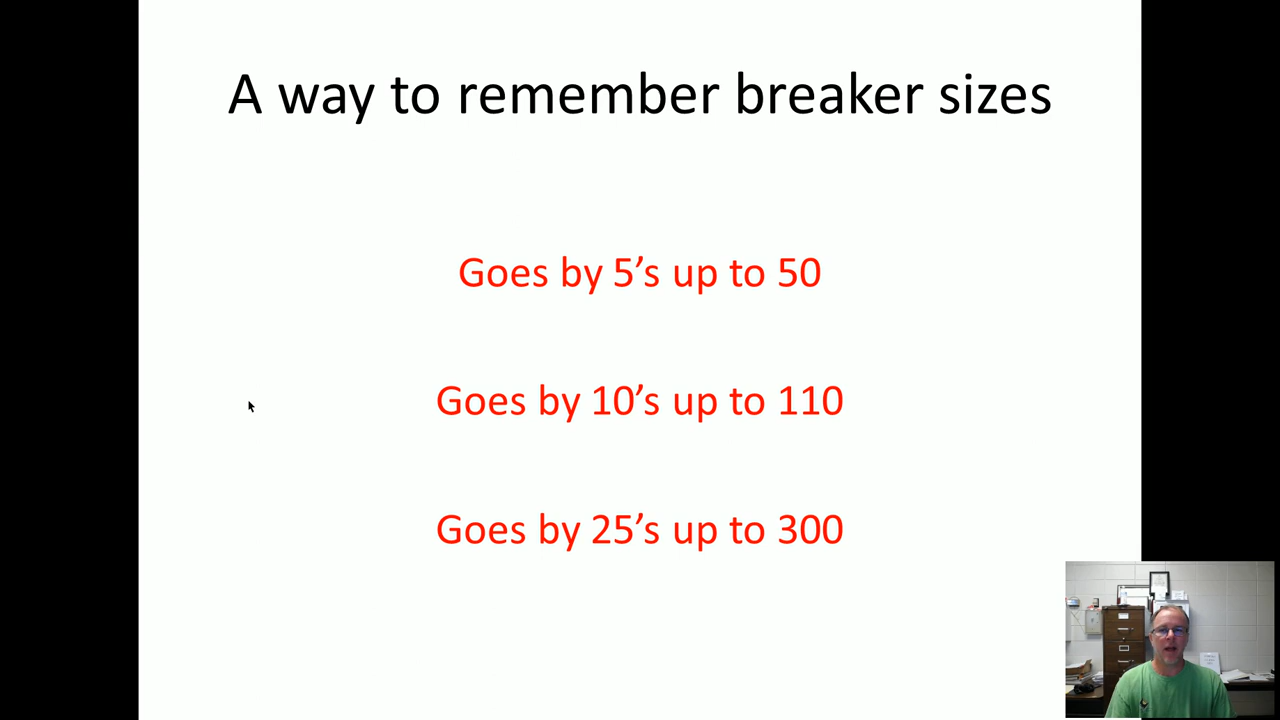 A way to remember breaker sizes
Goes by 5’s up to 50
Goes by 10’s up to 110
Goes by 25’s up to 300